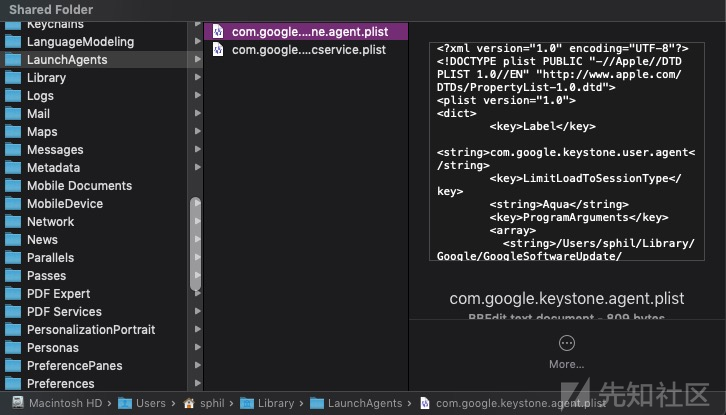 Shared Folder
Keychains
LanguageModeling
LaunchAgents
Library
Logs
Mail
Maps
Messages
Metadata
Mobile Documents
MobileDevice
Network
News
Parallels
Passes
PDF Expert
PDF Services
PersonalizationPortrait
Personas
PreferencePanes
Preferences
com.google....ne.agent.plist
com.google....cservice.plist
<?xml version="1.0" encoding="UTF-8"?>
<!DOCTYPE plist PUBLIC "-//Apple//DTD
PLIST 1.0//EN" "http://www.apple.com/
DTDs/PropertyList-1.0.dtd">
<plist version="1.0">
<dict>
<key>Label</key>
<string>com.google.keystone.user.agent<
/string>
<key>LimitLoadToSessionType</
key>
<string>Aqua</string>
<key>ProgramArguments</key>
<array>
<string>/Users/sphil/Library/
Google/GoogleSoftwareUpdate/
com.google.keystone.agent.plist
BBEdit text document - 809 bytes
More...
Macintosh HD ▸ Users ▸ sphil ▸ Library ▸ LaunchAgents ▸ com.google.keystone.agent.plist
先知社区